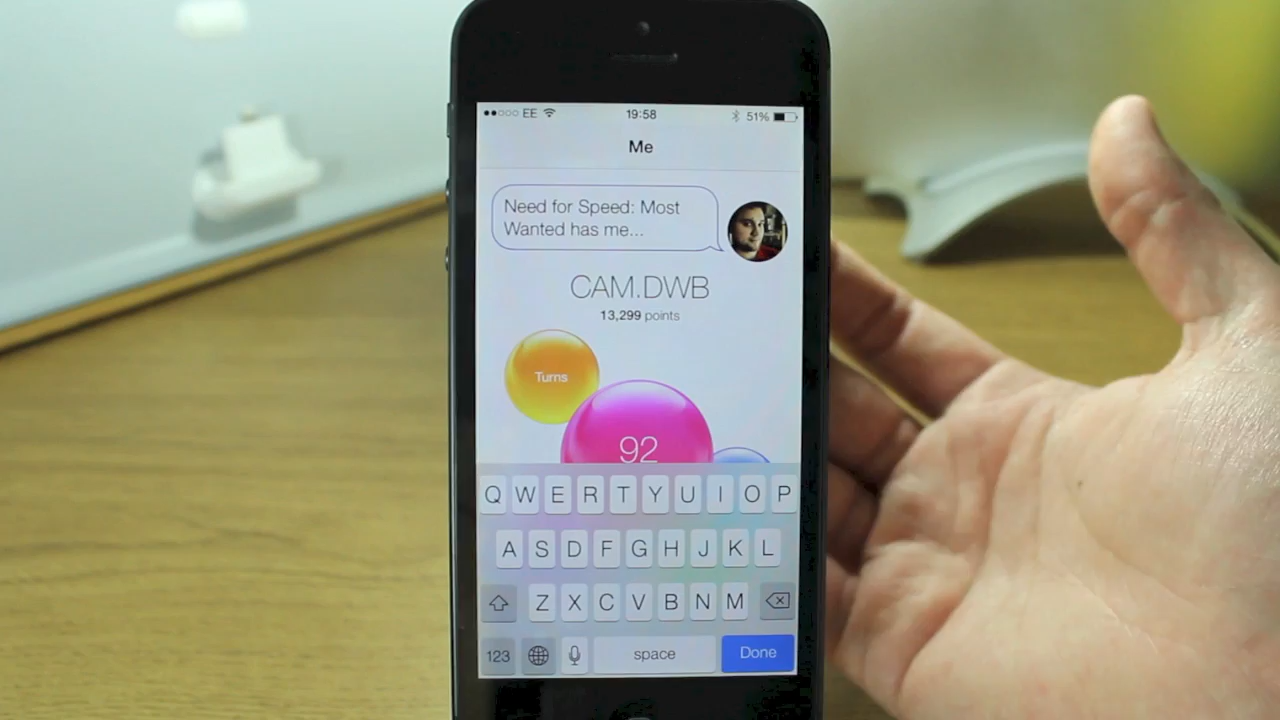 EE 19:58 51%
Me
Need for Speed: Most
Wanted has me...
CAM.DWB
13,299 points
Turns
92
Q W E R T Y U I O P
A S D F G H J K L
Z X C V B N M
123 space Done